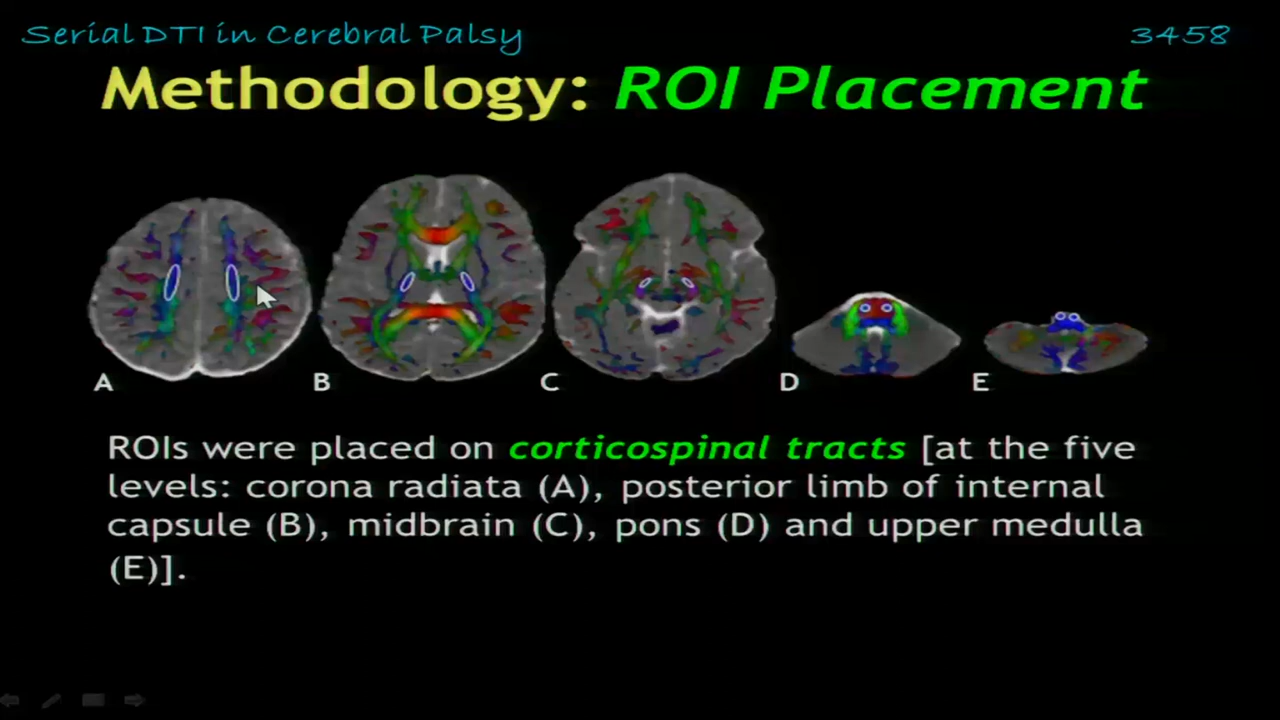 Serial DTI in Cerebral Palsy 3458
Methodology: ROI Placement
A B C D E
ROIs were placed on corticospinal tracts [at the five
levels: corona radiata (A), posterior limb of internal
capsule (B), midbrain (C), pons (D) and upper medulla
(E)].